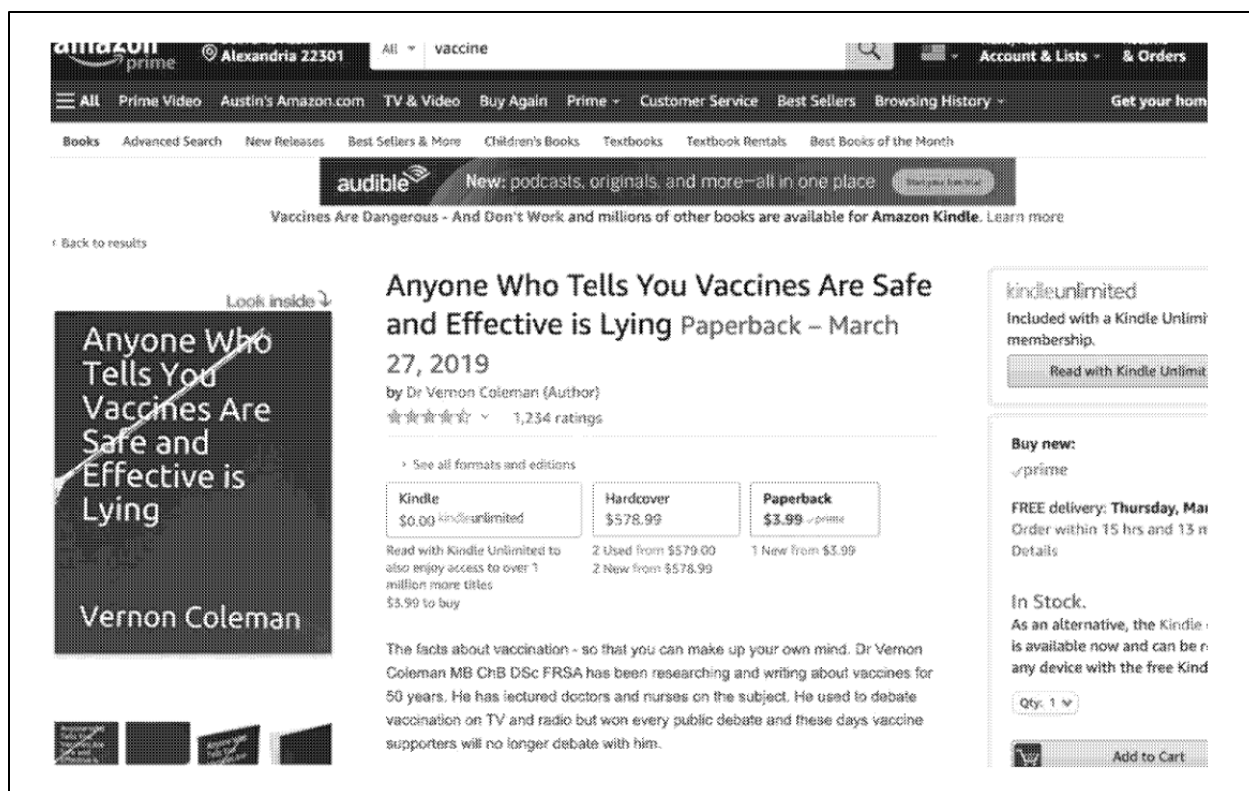 amazon
prime
Alexandria 22301
All vaccine
Account & Lists
& Orders
All Prime Video Austin's Amazon.com TV & Video Buy Again Prime Customer Service Best Sellers Browsing History Get your hom
Books Advanced Search New Releases Best Sellers & More Children's Books Textbooks Textbook Rentals Best Books of the Month
audible New: podcasts, originals, and more—all in one place Start your free trial
Vaccines Are Dangerous - And Don't Work and millions of other books are available for Amazon Kindle. Learn more
‹ Back to results
Look inside
Anyone Who
Tells You
Vaccines Are
Safe and
Effective is
Lying
Vernon Coleman
Anyone Who Tells You Vaccines Are Safe
and Effective is Lying Paperback – March
27, 2019
by Dr Vernon Coleman (Author)
1,234 ratings
› See all formats and editions
Kindle
$0.00 kindleunlimited
Read with Kindle Unlimited to
also enjoy access to over 1
million more titles
$3.99 to buy
Hardcover
$578.99
2 Used from $579.00
2 New from $578.99
Paperback
$3.99 prime
1 New from $3.99
The facts about vaccination - so that you can make up your own mind. Dr Vernon
Coleman MB ChB DSc FRSA has been researching and writing about vaccines for
50 years. He has lectured doctors and nurses on the subject. He used to debate
vaccination on TV and radio but won every public debate and these days vaccine
supporters will no longer debate with him.
kindleunlimited
Included with a Kindle Unlimi
membership.
Read with Kindle Unlimit
Buy new:
prime
FREE delivery: Thursday, Mar
Order within 15 hrs and 13 m
Details
In Stock.
As an alternative, the Kindle
is available now and can be r
any device with the free Kind
Qty: 1
Add to Cart